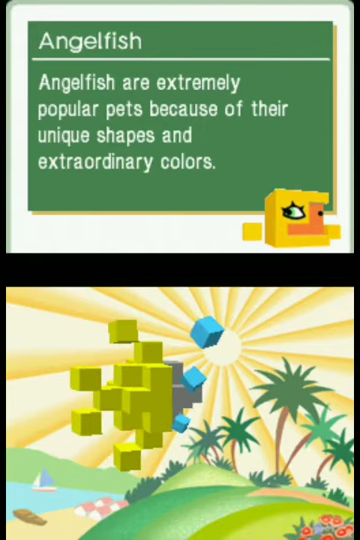 Angelfish
Angelfish are extremely
popular pets because of their
unique shapes and
extraordinary colors.